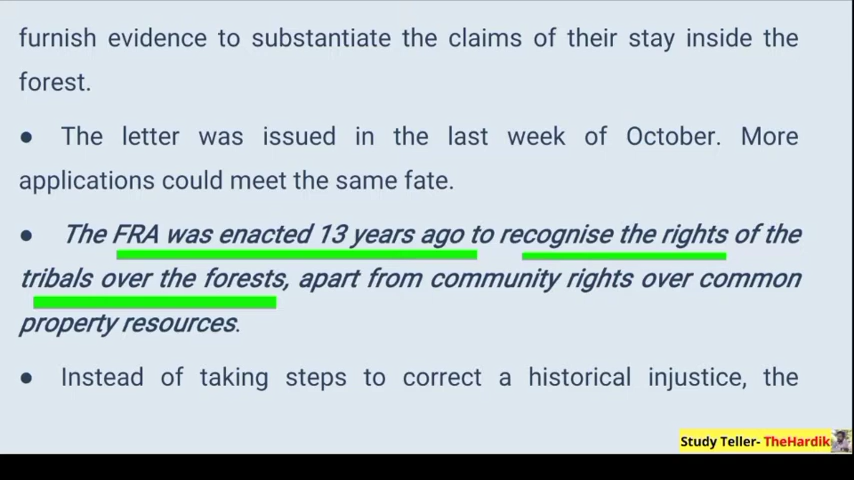 furnish evidence to substantiate the claims of their stay inside the
forest.
● The letter was issued in the last week of October. More
applications could meet the same fate.
● The FRA was enacted 13 years ago to recognise the rights of the
tribals over the forests, apart from community rights over common
property resources.
● Instead of taking steps to correct a historical injustice, the
Study Teller- TheHardik